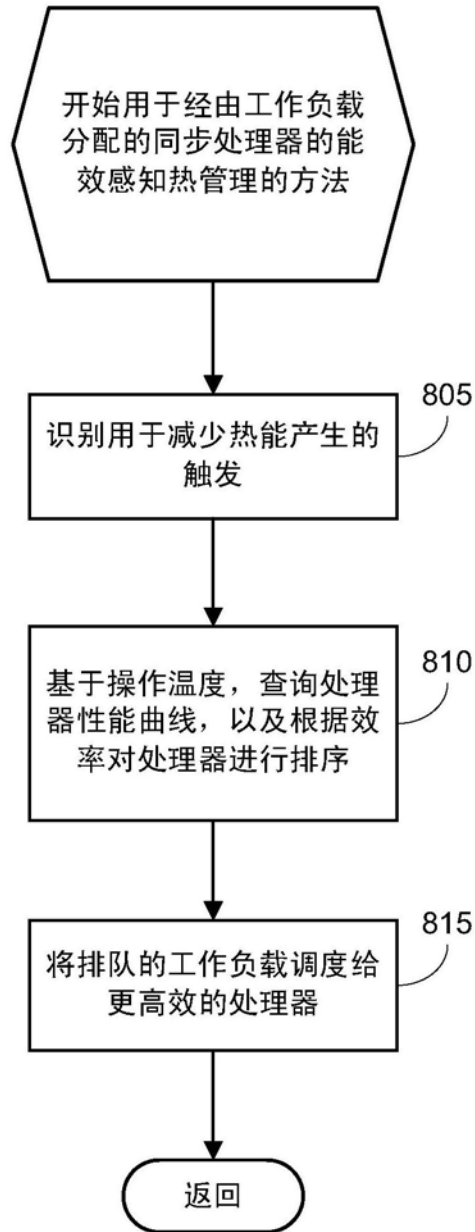 开始用于经由工作负载
分配的同步处理器的能
效感知热管理的方法
805
识别用于减少热能产生的
触发
810
基于操作温度，查询处理
器性能曲线，以及根据效
率对处理器进行排序
815
将排队的工作负载调度给
更高效的处理器
返回